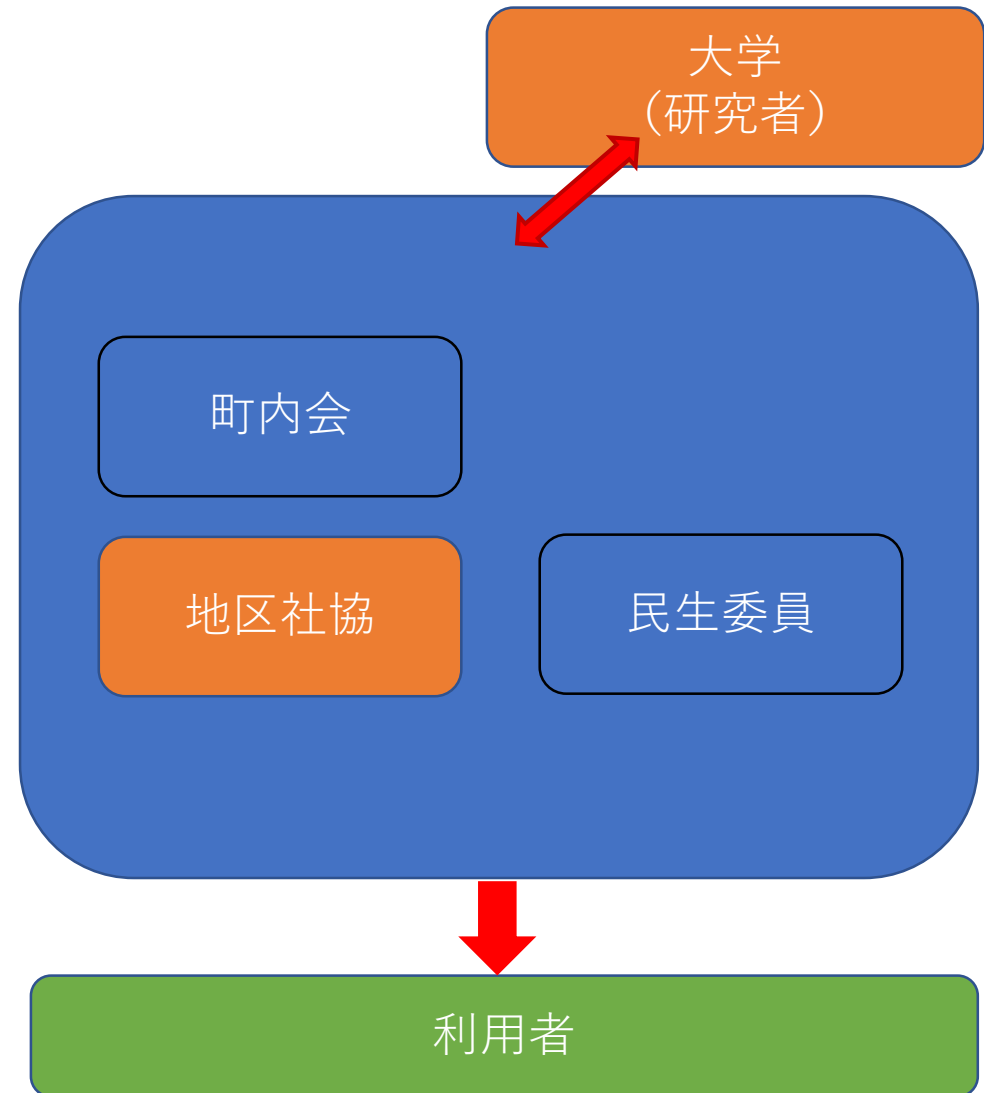 大学
（研究者）
町内会
地区社協
民生委員
利用者